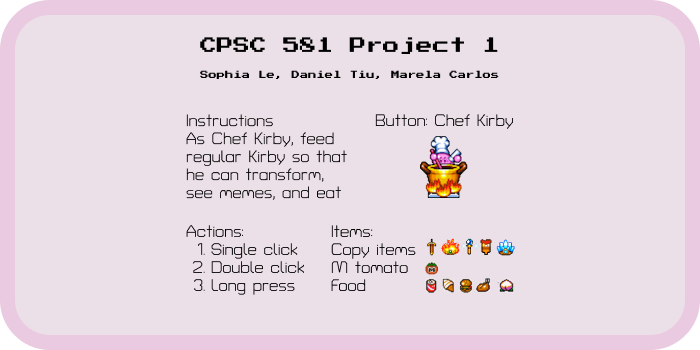 CPSC 581 Project 1
Sophia Le, Daniel Tiu, Marela Carlos
Instructions
As Chef Kirby, feed
regular Kirby so that
he can transform,
see memes, and eat
Button: Chef Kirby
Actions:
1. Single click
2. Double click
3. Long press
Items:
Copy items
M tomato
Food